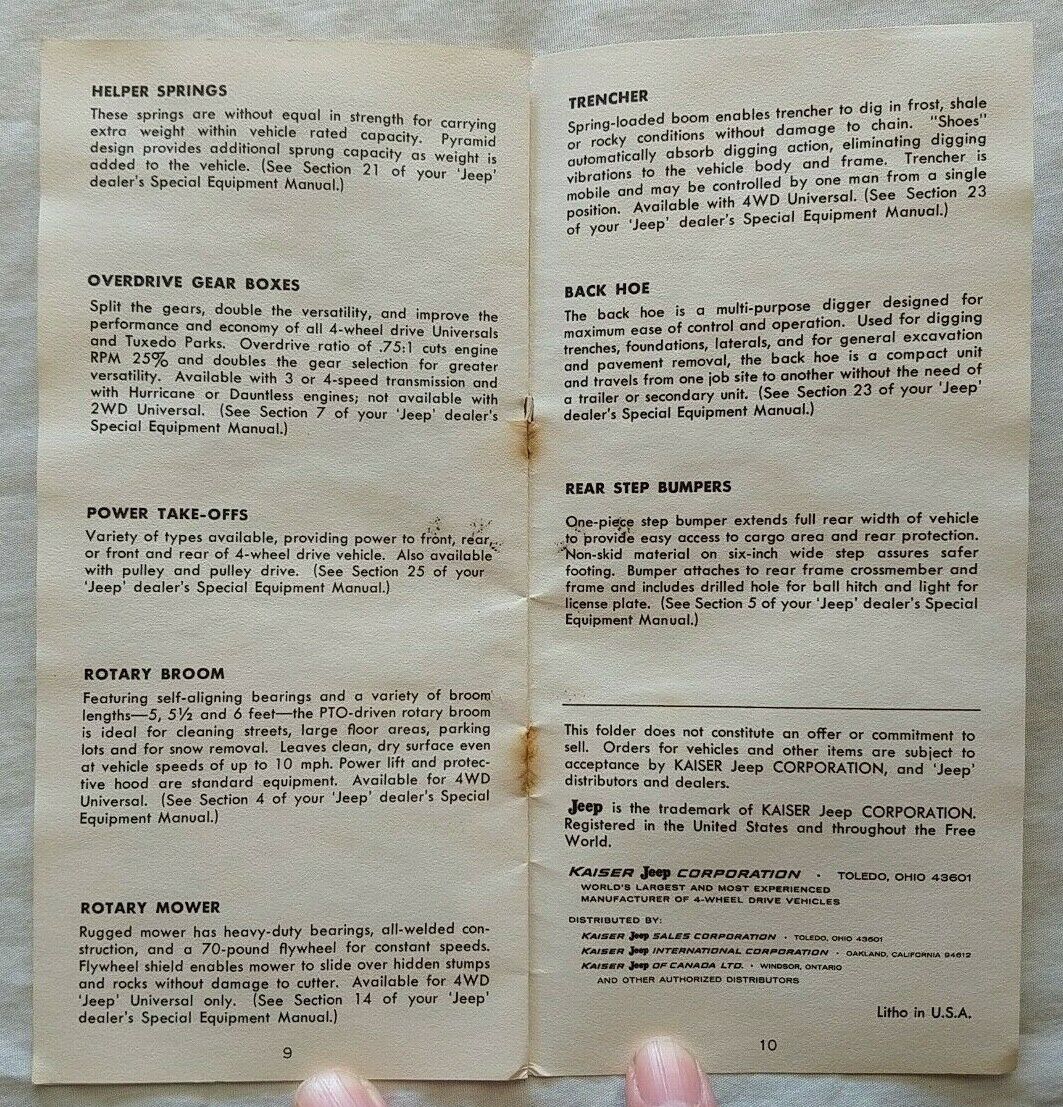 HELPER SPRINGS
These springs are without equal in strength for carrying
extra weight within vehicle rated capacity. Pyramid
design provides additional sprung capacity as weight is
added to the vehicle. (See Section 21 of your 'Jeep'
dealer's Special Equipment Manual.)
OVERDRIVE GEAR BOXES
Split the gears, double the versatility, and improve the
performance and economy of all 4-wheel drive Universals
and Tuxedo Parks. Overdrive ratio of .75:1 cuts engine
RPM 25% and doubles the gear selection for greater
versatility. Available with 3 or 4-speed transmission and
with Hurricane or Dauntless engines; not available with
2WD Universal. (See Section 7 of your 'Jeep' dealer's
Special Equipment Manual.)
POWER TAKE-OFFS
Variety of types available, providing power to front, rear,
or front and rear of 4-wheel drive vehicle. Also available
with pulley and pulley drive. (See Section 25 of your
'Jeep' dealer's Special Equipment Manual.)
ROTARY BROOM
Featuring self-aligning bearings and a variety of broom
lengths—5, 5½ and 6 feet—the PTO-driven rotary broom
is ideal for cleaning streets, large floor areas, parking
lots and for snow removal. Leaves clean, dry surface even
at vehicle speeds of up to 10 mph. Power lift and protec-
tive hood are standard equipment. Available for 4WD
Universal. (See Section 4 of your 'Jeep' dealer's Special
Equipment Manual.)
ROTARY MOWER
Rugged mower has heavy-duty bearings, all-welded con-
struction, and a 70-pound flywheel for constant speeds.
Flywheel shield enables mower to slide over hidden stumps
and rocks without damage to cutter. Available for 4WD
'Jeep' Universal only. (See Section 14 of your 'Jeep'
dealer's Special Equipment Manual.)
9
TRENCHER
Spring-loaded boom enables trencher to dig in frost, shale
or rocky conditions without damage to chain. "Shoes"
automatically absorb digging action, eliminating digging
vibrations to the vehicle body and frame. Trencher is
mobile and may be controlled by one man from a single
position. Available with 4WD Universal. (See Section 23
of your 'Jeep' dealer's Special Equipment Manual.)
BACK HOE
The back hoe is a multi-purpose digger designed for
maximum ease of control and operation. Used for digging
trenches, foundations, laterals, and for general excavation
and pavement removal, the back hoe is a compact unit
and travels from one job site to another without the need of
a trailer or secondary unit. (See Section 23 of your 'Jeep'
dealer's Special Equipment Manual.)
REAR STEP BUMPERS
One-piece step bumper extends full rear width of vehicle
to provide easy access to cargo area and rear protection.
Non-skid material on six-inch wide step assures safer
footing. Bumper attaches to rear frame crossmember and
frame and includes drilled hole for ball hitch and light for
license plate. (See Section 5 of your 'Jeep' dealer's Special
Equipment Manual.)
This folder does not constitute an offer or commitment to
sell. Orders for vehicles and other items are subject to
acceptance by KAISER Jeep CORPORATION, and 'Jeep'
distributors and dealers.
Jeep is the trademark of KAISER Jeep CORPORATION.
Registered in the United States and throughout the Free
World.
KAISER Jeep CORPORATION · TOLEDO, OHIO 43601
WORLD'S LARGEST AND MOST EXPERIENCED
MANUFACTURER OF 4-WHEEL DRIVE VEHICLES
DISTRIBUTED BY:
KAISER Jeep SALES CORPORATION · TOLEDO, OHIO 43601
KAISER Jeep INTERNATIONAL CORPORATION · OAKLAND, CALIFORNIA 94612
KAISER Jeep OF CANADA LTD. · WINDSOR, ONTARIO
AND OTHER AUTHORIZED DISTRIBUTORS
Litho in U.S.A.
10